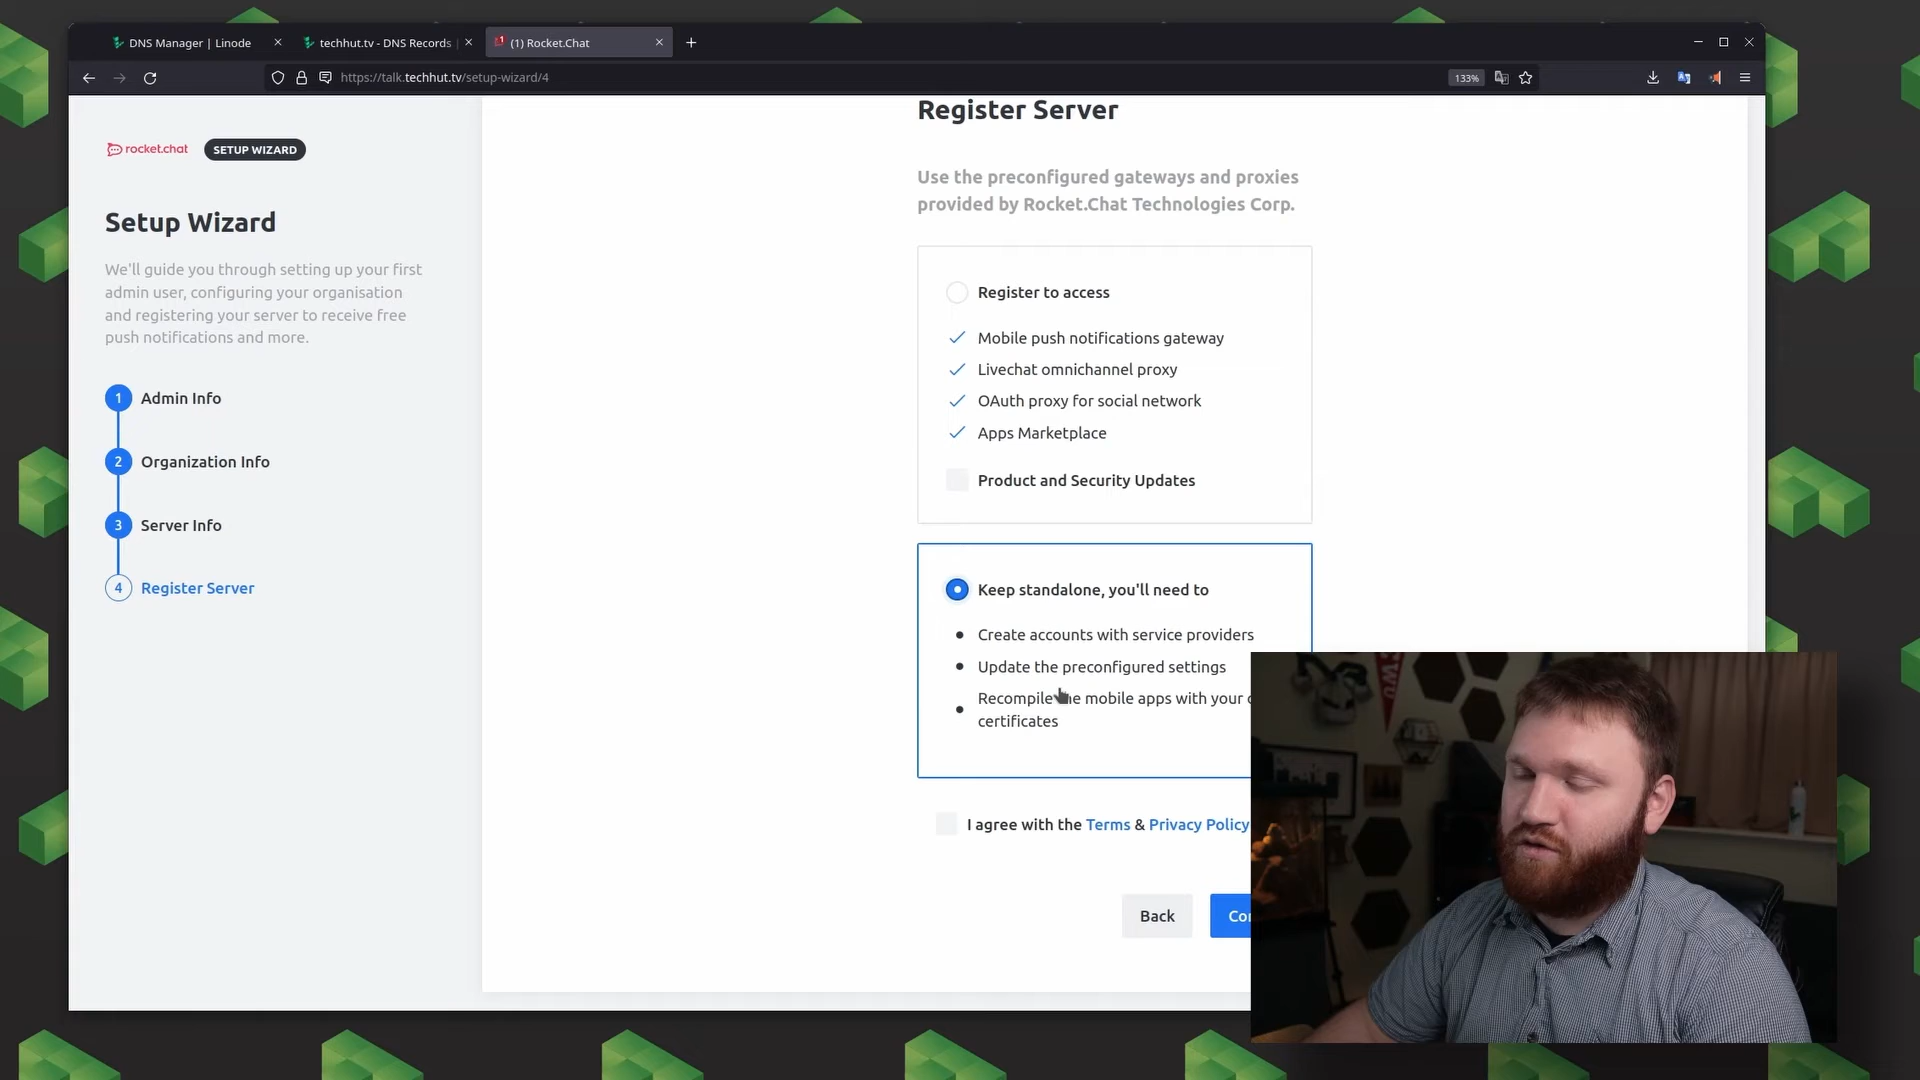 DNS Manager | Linode
techhut.tv - DNS Records |
(1) Rocket.Chat
https://talk.techhut.tv/setup-wizard/4
133%
rocket.chat
SETUP WIZARD
Setup Wizard
We'll guide you through setting up your first
admin user, configuring your organisation
and registering your server to receive free
push notifications and more.
1 Admin Info
2 Organization Info
3 Server Info
4 Register Server
Register Server
Use the preconfigured gateways and proxies
provided by Rocket.Chat Technologies Corp.
Register to access
Mobile push notifications gateway
Livechat omnichannel proxy
OAuth proxy for social network
Apps Marketplace
Product and Security Updates
Keep standalone, you'll need to
Create accounts with service providers
Update the preconfigured settings
Recompile the mobile apps with your
certificates
I agree with the Terms & Privacy Policy
Back